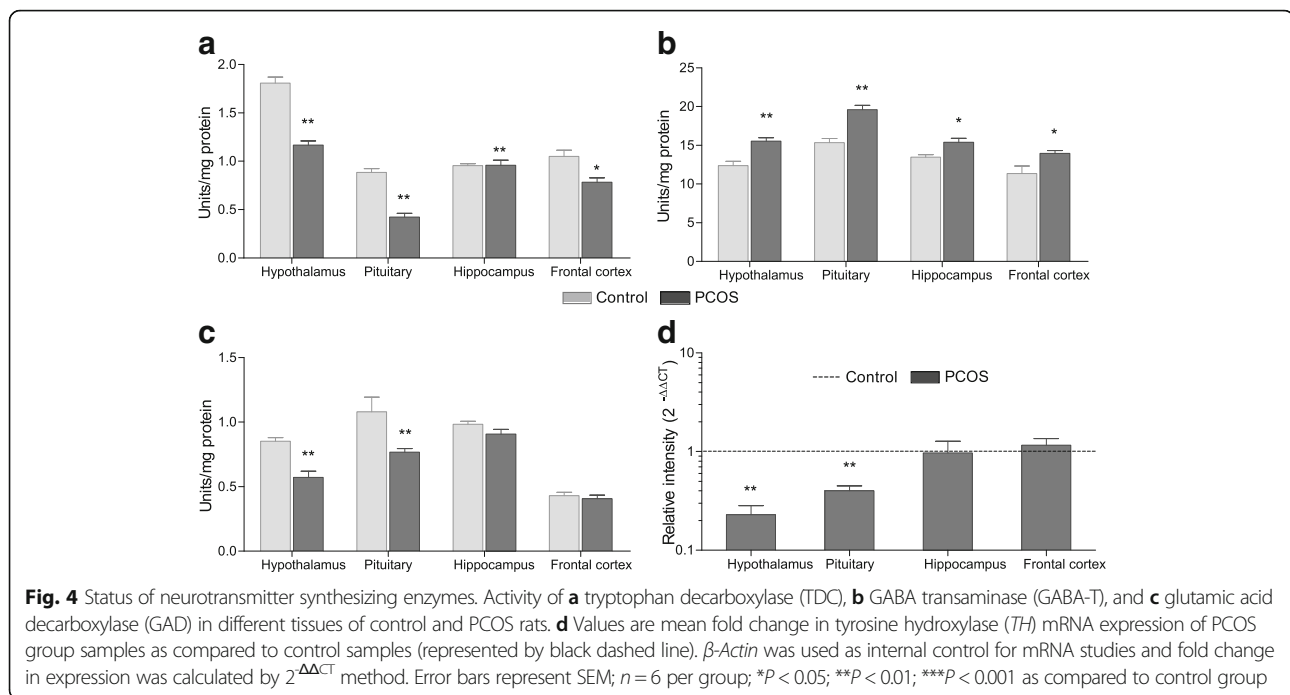 a
2.0
1.5
1.0
0.5
0.0
Units/mg protein
**
**
**
*
Hypothalamus Pituitary Hippocampus Frontal cortex
b
25
20
15
10
5
0
Units/mg protein
**
**
*
*
Hypothalamus Pituitary Hippocampus Frontal cortex
Control PCOS
c
1.5
1.0
0.5
0.0
Units/mg protein
**
**
Hypothalamus Pituitary Hippocampus Frontal cortex
d
10
1
0.1
Relative intensity (2 -ΔΔCT)
Control PCOS
**
**
Hypothalamus Pituitary Hippocampus Frontal cortex
Fig. 4 Status of neurotransmitter synthesizing enzymes. Activity of a tryptophan decarboxylase (TDC), b GABA transaminase (GABA-T), and c glutamic acid
decarboxylase (GAD) in different tissues of control and PCOS rats. d Values are mean fold change in tyrosine hydroxylase (TH) mRNA expression of PCOS
group samples as compared to control samples (represented by black dashed line). β-Actin was used as internal control for mRNA studies and fold change
in expression was calculated by 2-ΔΔCT method. Error bars represent SEM; n = 6 per group; *P < 0.05; **P < 0.01; ***P < 0.001 as compared to control group